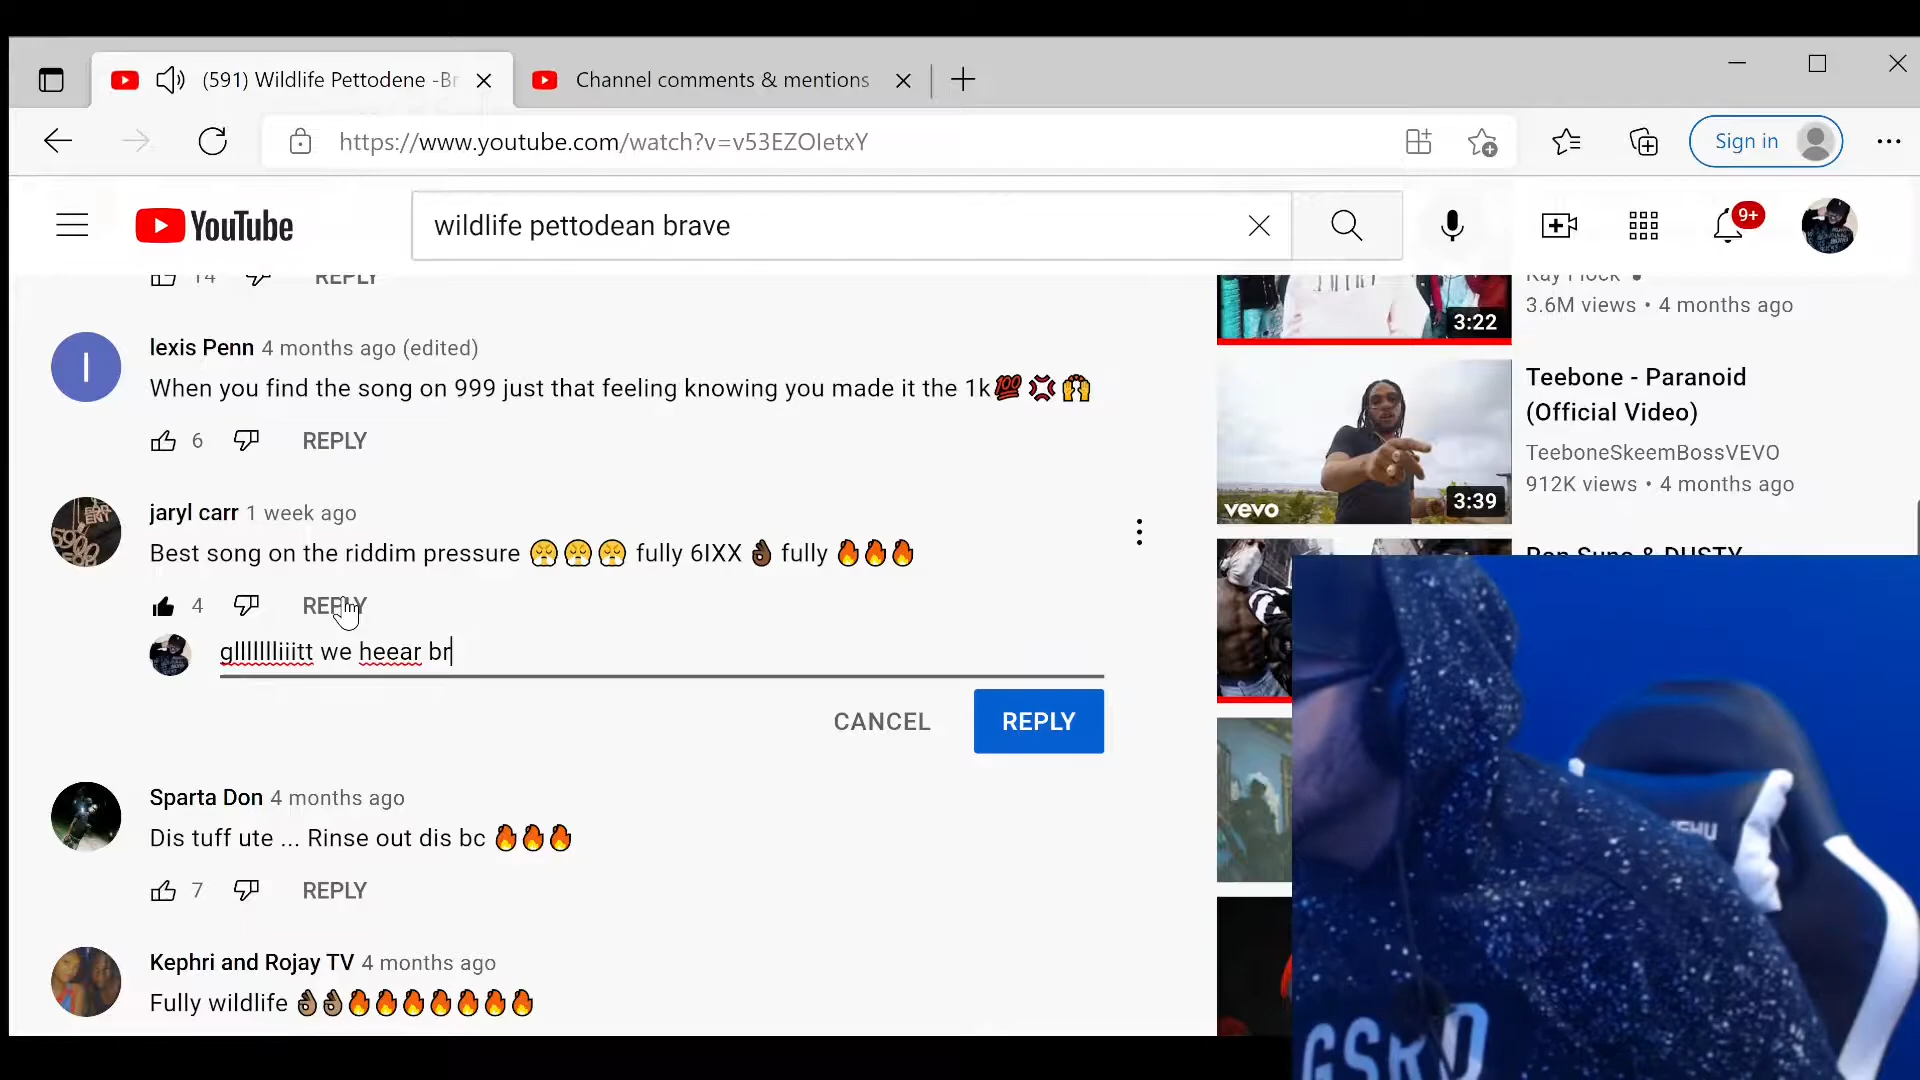 (591) Wildlife Pettodene -Br
Channel comments & mentions
https://www.youtube.com/watch?v=v53EZOIetxY
Sign in
YouTube
wildlife pettodean brave
9+
14 REPLY
3.6M views • 4 months ago
3:22
lexis Penn 4 months ago (edited)
When you find the song on 999 just that feeling knowing you made it the 1k💯💢🙌
6 REPLY
Teebone - Paranoid
(Official Video)
TeeboneSkeemBossVEVO
912K views • 4 months ago
vevo
3:39
jaryl carr 1 week ago
Best song on the riddim pressure 😤😤😤 fully 6IXX 👌🏿 fully 🔥🔥🔥
4 REPLY
glllllllliiiitt we heear br
CANCEL REPLY
Sparta Don 4 months ago
Dis tuff ute ... Rinse out dis bc 🔥🔥🔥
7 REPLY
Kephri and Rojay TV 4 months ago
Fully wildlife 👌🏽👌🏽🔥🔥🔥🔥🔥🔥🔥